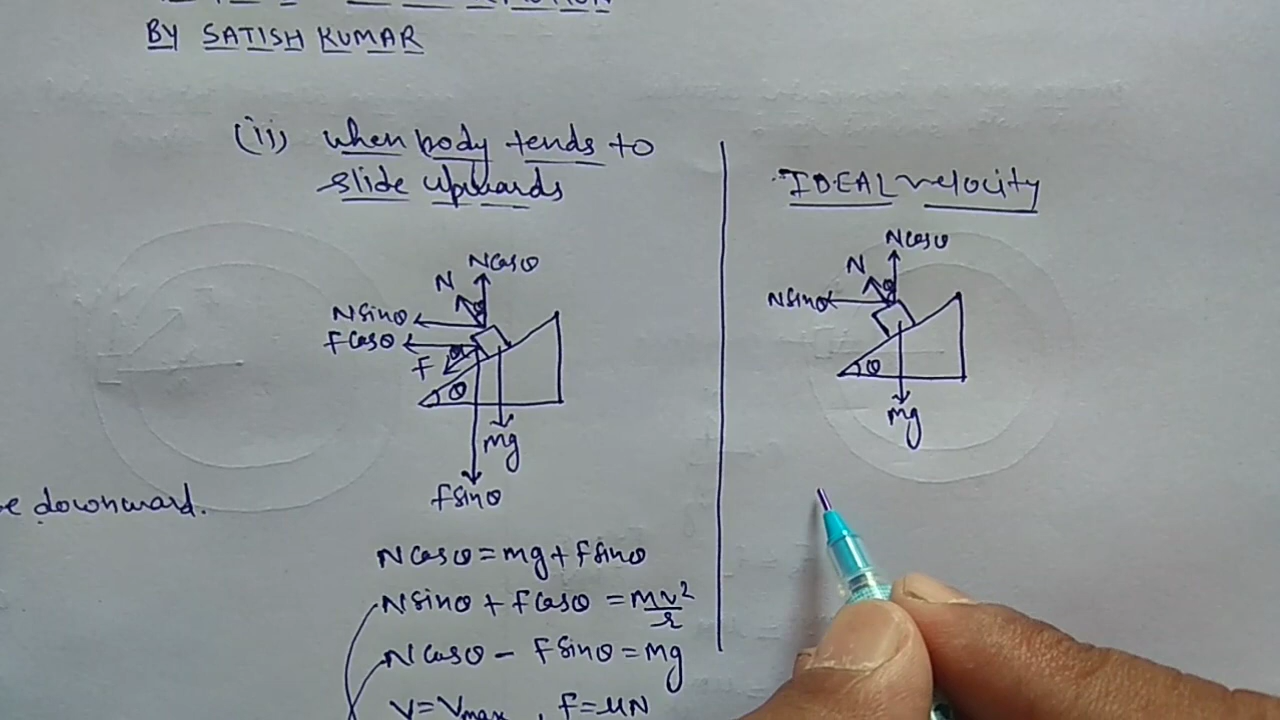 BY SATISH KUMAR
(ii) when body tends to
slide upwards
Ncosθ
N
θ
Nsinθ
Fcosθ
F
θ
θ
mg
Fsinθ
e downward.
Ncosθ = mg + Fsinθ
Nsinθ + Fcosθ = mv²/r
Ncosθ - Fsinθ = mg
V = Vmax , F = μN
IDEAL velocity
Ncosθ
N
θ
Nsinθ
θ
mg